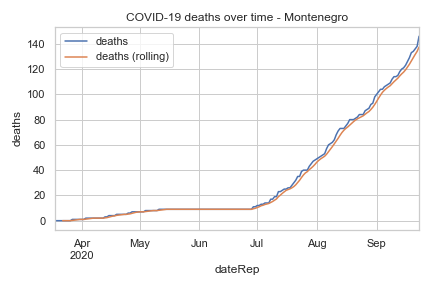 COVID-19 deaths over time - Montenegro
deaths
deaths (rolling)
140
120
100
80
60
40
20
0
deaths
Apr
2020
May
Jun
Jul
Aug
Sep
dateRep